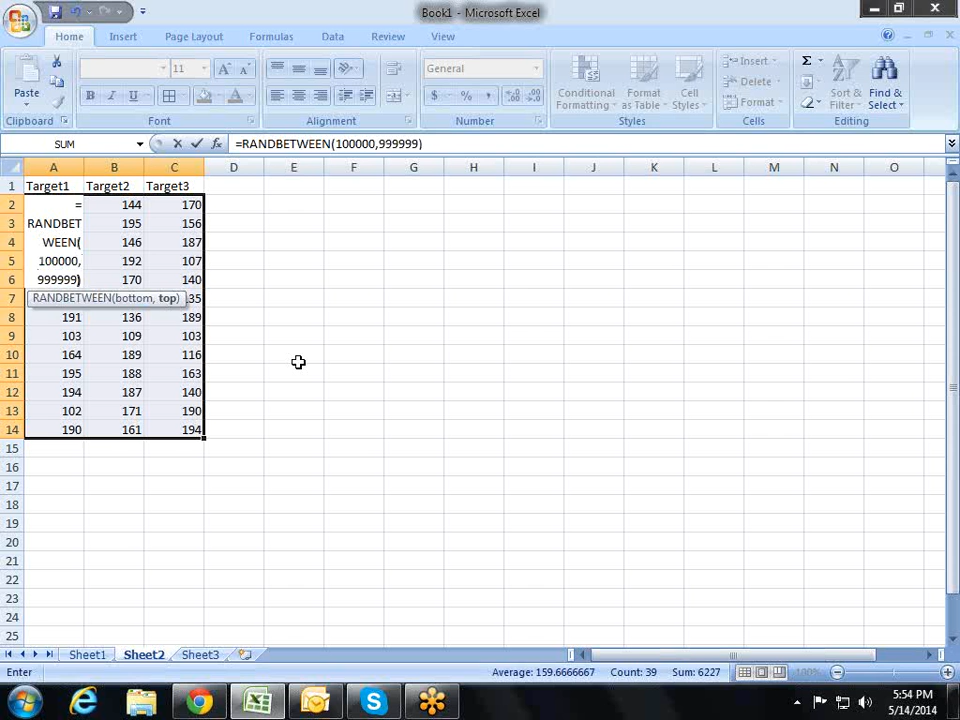 Book1 - Microsoft Excel
Home Insert Page Layout Formulas Data Review View
Paste
11
General
Conditional Formatting
Format as Table
Cell Styles
Insert
Delete
Format
Sort & Filter
Find & Select
Clipboard Font Alignment Number Styles Cells Editing
SUM =RANDBETWEEN(100000,999999)
A B C D E F G H I J K L M N O
1 Target1 Target2 Target3
2 = 144 170
3 RANDBET 195 156
4 WEEN( 146 187
5 100000, 192 107
6 999999) 170 140
7 RANDBETWEEN(bottom, top) 135
8 191 136 189
9 103 109 103
10 164 189 116
11 195 188 163
12 194 187 140
13 102 171 190
14 190 161 194
15
16
17
18
19
20
21
22
23
24
25
Sheet1 Sheet2 Sheet3
Enter Average: 159.6666667 Count: 39 Sum: 6227 100%
5:54 PM
5/14/2014